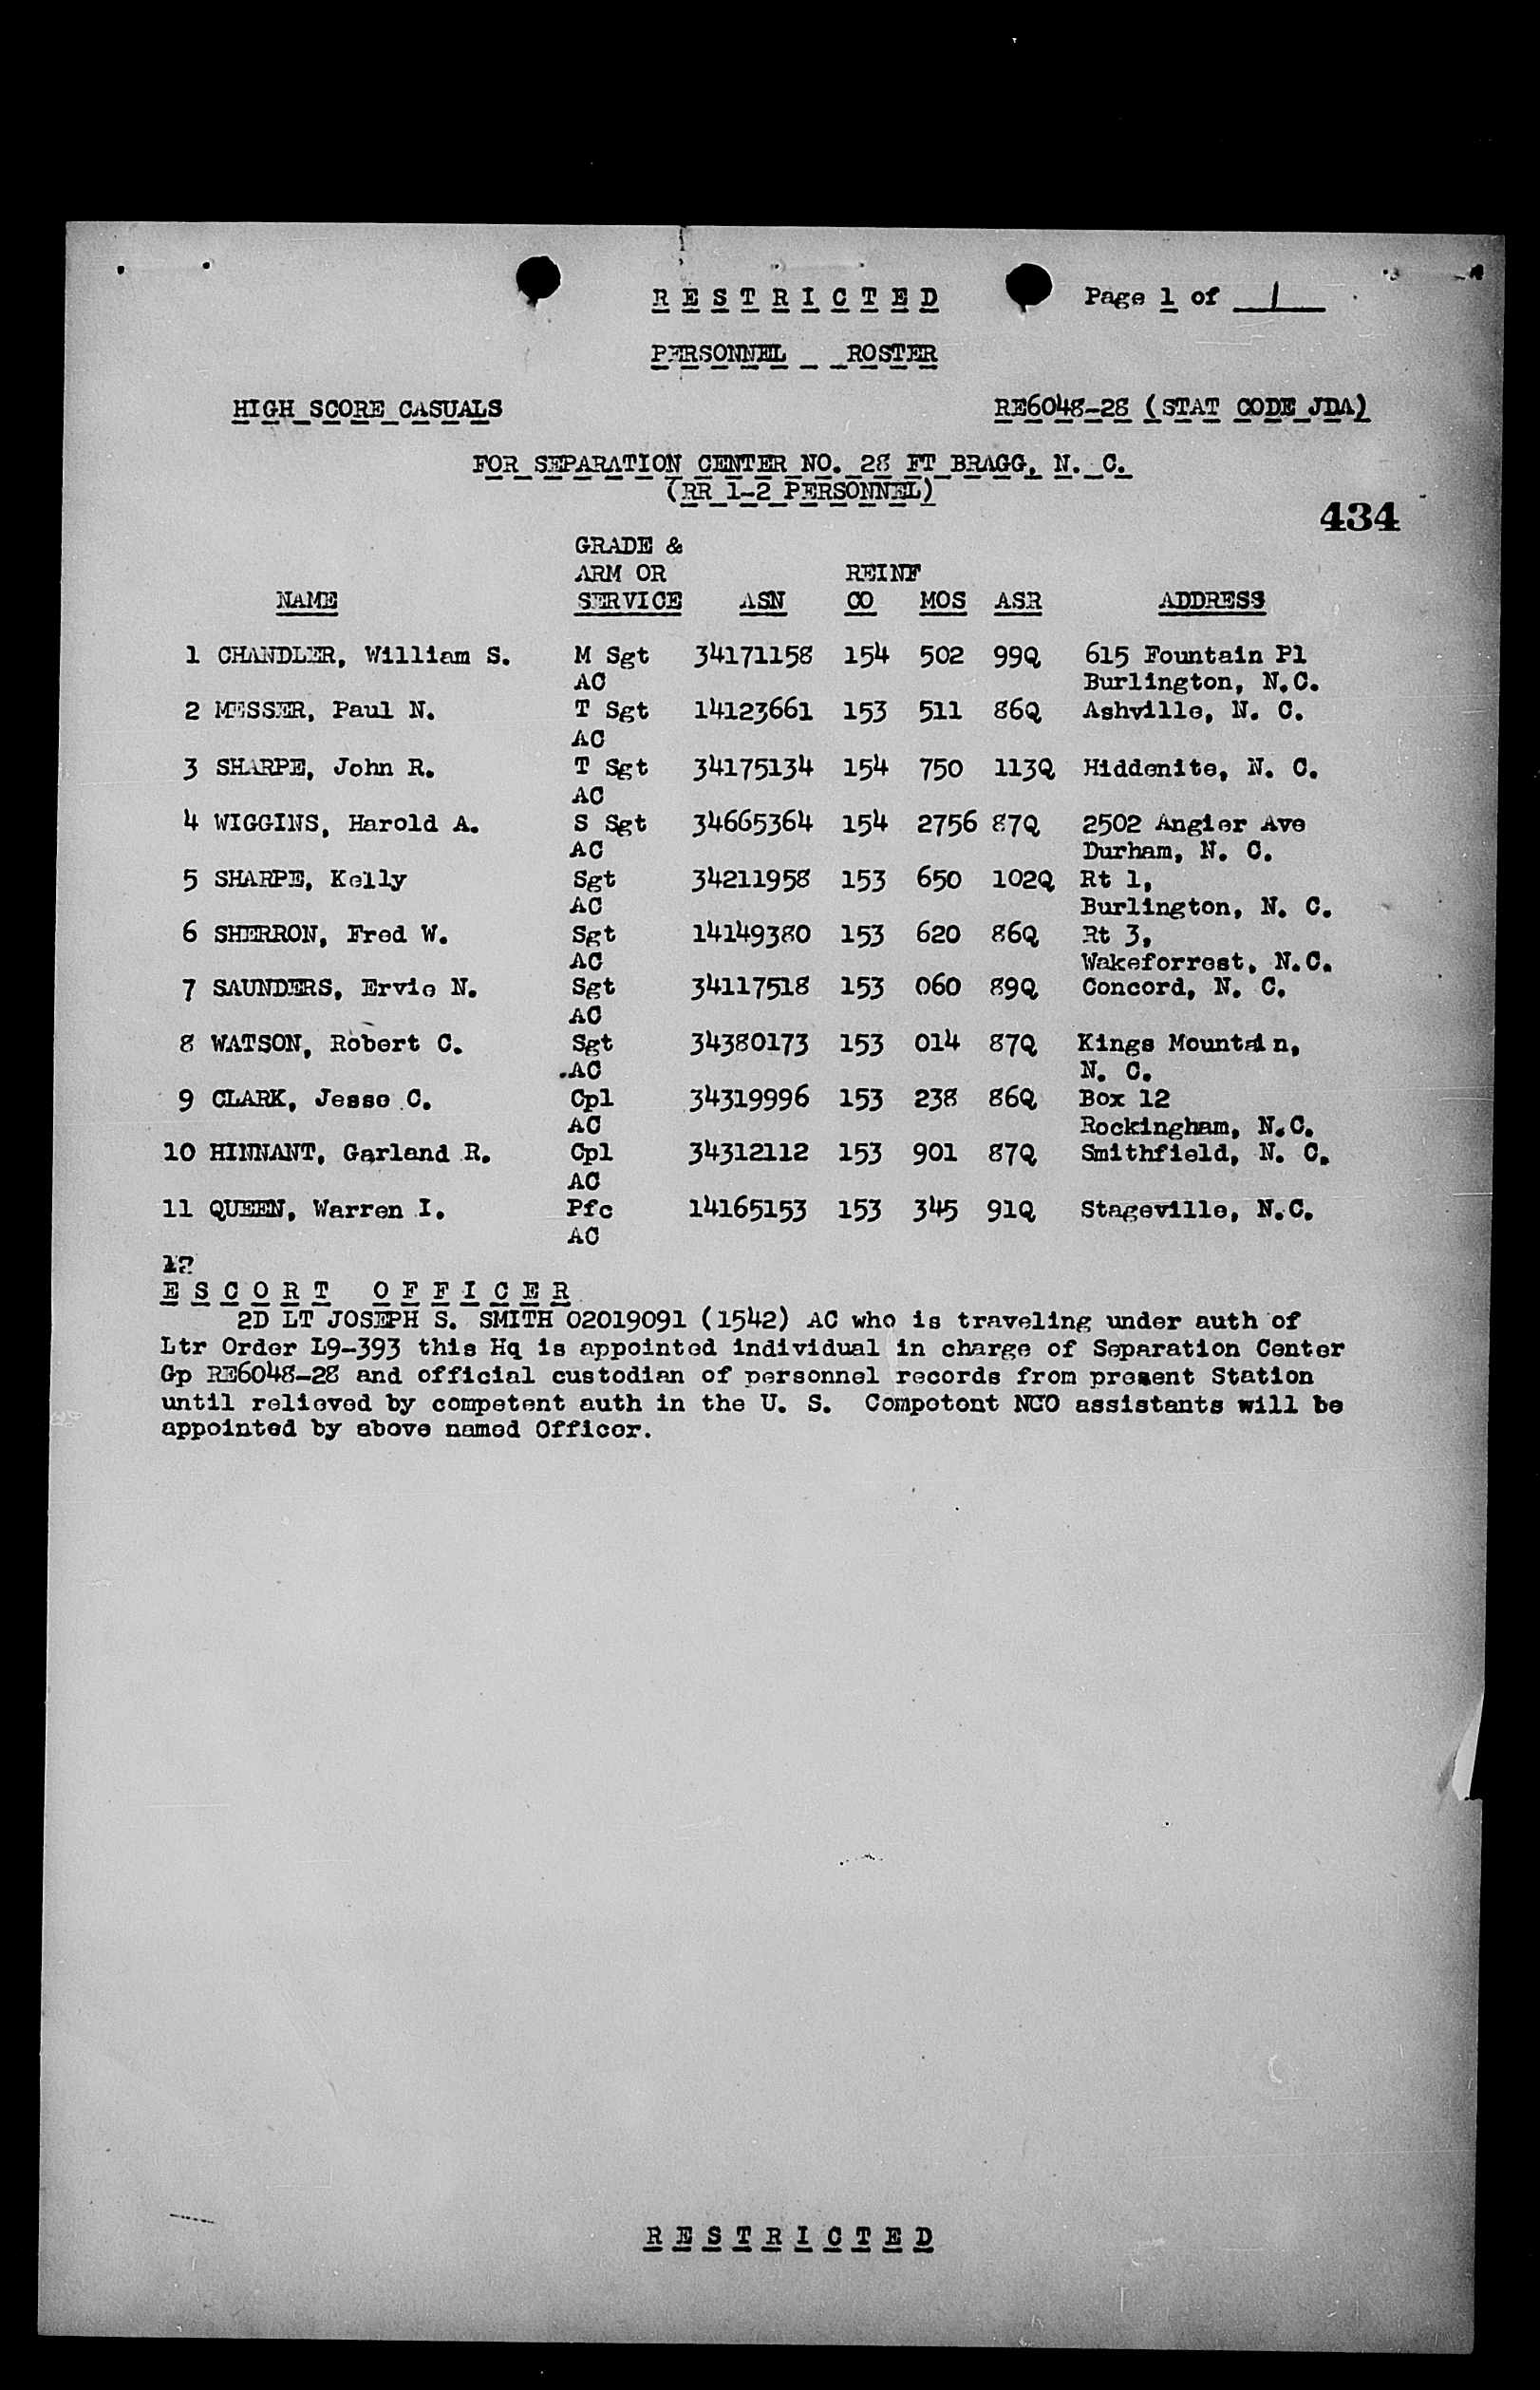 RESTRICTED Page 1 of 1
PERSONNEL ROSTER
HIGH SCORE CASUALS RE6048-28 (STAT CODE JDA)
FOR SEPARATION CENTER NO. 28 FT BRAGG, N. C.
(RR 1-2 PERSONNEL)
434
GRADE &
ARM OR REINF
NAME SERVICE ASN CO MOS ASR ADDRESS
1 CHANDLER, William S. M Sgt 34171158 154 502 99Q 615 Fountain Pl
AC Burlington, N.C.
2 MESSER, Paul N. T Sgt 14123661 153 511 86Q Ashville, N. C.
AC
3 SHARPE, John R. T Sgt 34175134 154 750 113Q Hiddenite, N. C.
AC
4 WIGGINS, Harold A. S Sgt 34665364 154 2756 87Q 2502 Angier Ave
AC Durham, N. C.
5 SHARPE, Kelly Sgt 34211958 153 650 102Q Rt 1,
AC Burlington, N. C.
6 SHERRON, Fred W. Sgt 14149380 153 620 86Q Rt 3,
AC Wakeforrest, N.C.
7 SAUNDERS, Ervie N. Sgt 34117518 153 060 89Q Concord, N. C.
AC
8 WATSON, Robert C. Sgt 34380173 153 014 87Q Kings Mountain,
AC N. C.
9 CLARK, Jesse C. Cpl 34319996 153 238 86Q Box 12
AC Rockingham, N.C.
10 HINNANT, Garland R. Cpl 34312112 153 901 87Q Smithfield, N. C.
AC
11 QUEEN, Warren I. Pfc 14165153 153 345 91Q Stageville, N.C.
AC
12
ESCORT OFFICER
2D LT JOSEPH S. SMITH 02019091 (1542) AC who is traveling under auth of
Ltr Order L9-393 this Hq is appointed individual in charge of Separation Center
Gp RE6048-28 and official custodian of personnel records from present Station
until relieved by competent auth in the U. S. Competent NCO assistants will be
appointed by above named Officer.
RESTRICTED